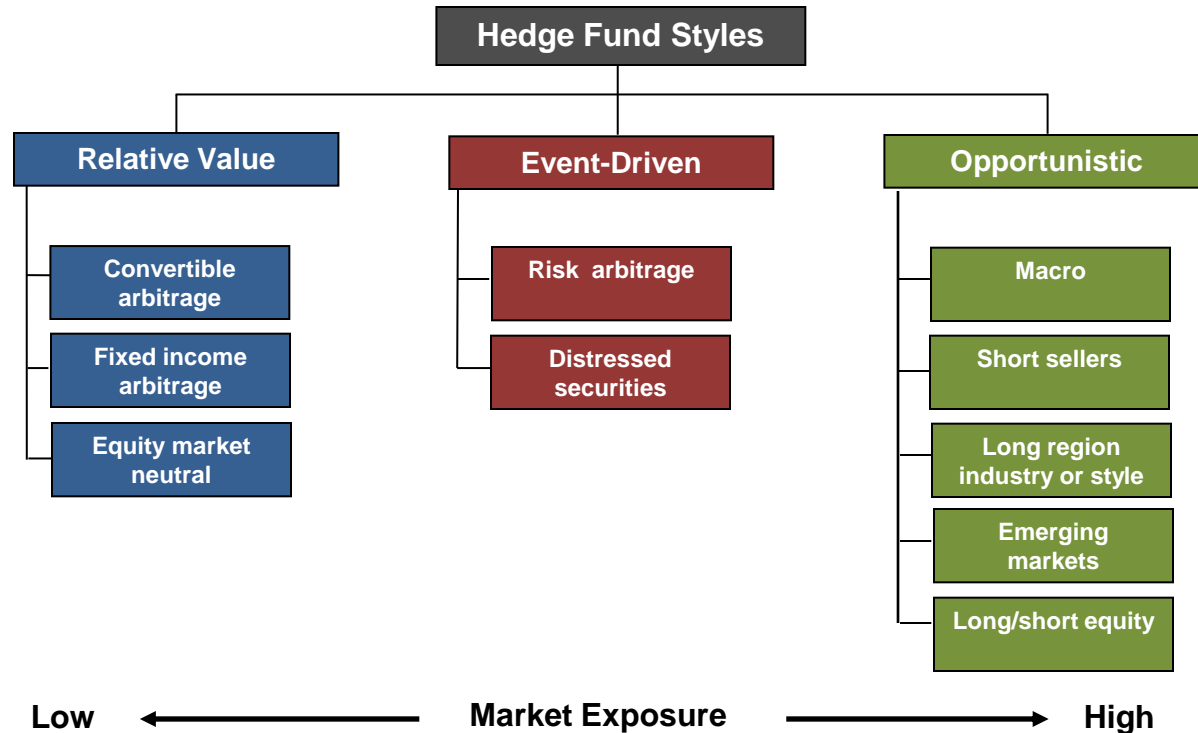 Hedge Fund Styles
Relative Value
Convertible
arbitrage
Fixed income
arbitrage
Equity market
neutral
Event-Driven
Risk arbitrage
Distressed
securities
Opportunistic
Macro
Short sellers
Long region
industry or style
Emerging
markets
Long/short equity
Low
Market Exposure
High